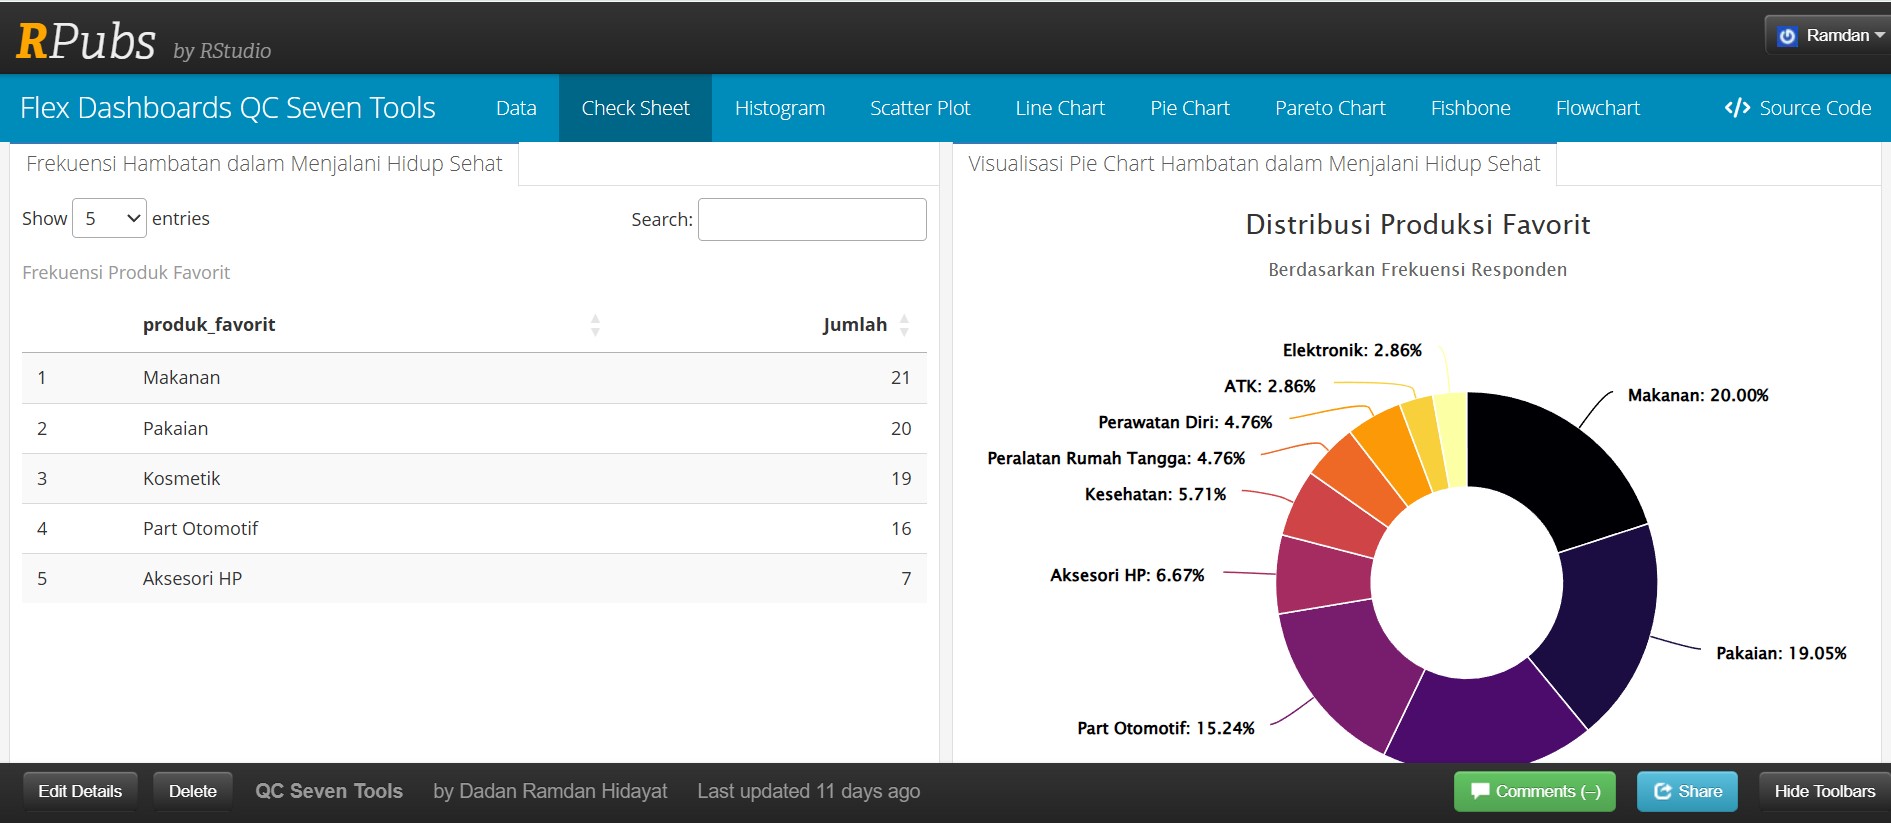 RPubs by RStudio
Ramdan
Flex Dashboards QC Seven Tools
Data
Check Sheet
Histogram
Scatter Plot
Line Chart
Pie Chart
Pareto Chart
Fishbone
Flowchart
</> Source Code
Frekuensi Hambatan dalam Menjalani Hidup Sehat
Show 5 entries
Search:
Frekuensi Produk Favorit
produk_favorit Jumlah
1 Makanan 21
2 Pakaian 20
3 Kosmetik 19
4 Part Otomotif 16
5 Aksesori HP 7
Visualisasi Pie Chart Hambatan dalam Menjalani Hidup Sehat
Distribusi Produksi Favorit
Berdasarkan Frekuensi Responden
Elektronik: 2.86%
ATK: 2.86%
Makanan: 20.00%
Perawatan Diri: 4.76%
Peralatan Rumah Tangga: 4.76%
Kesehatan: 5.71%
Aksesori HP: 6.67%
Pakaian: 19.05%
Part Otomotif: 15.24%
Edit Details
Delete
QC Seven Tools
by Dadan Ramdan Hidayat
Last updated 11 days ago
Comments (–)
Share
Hide Toolbars